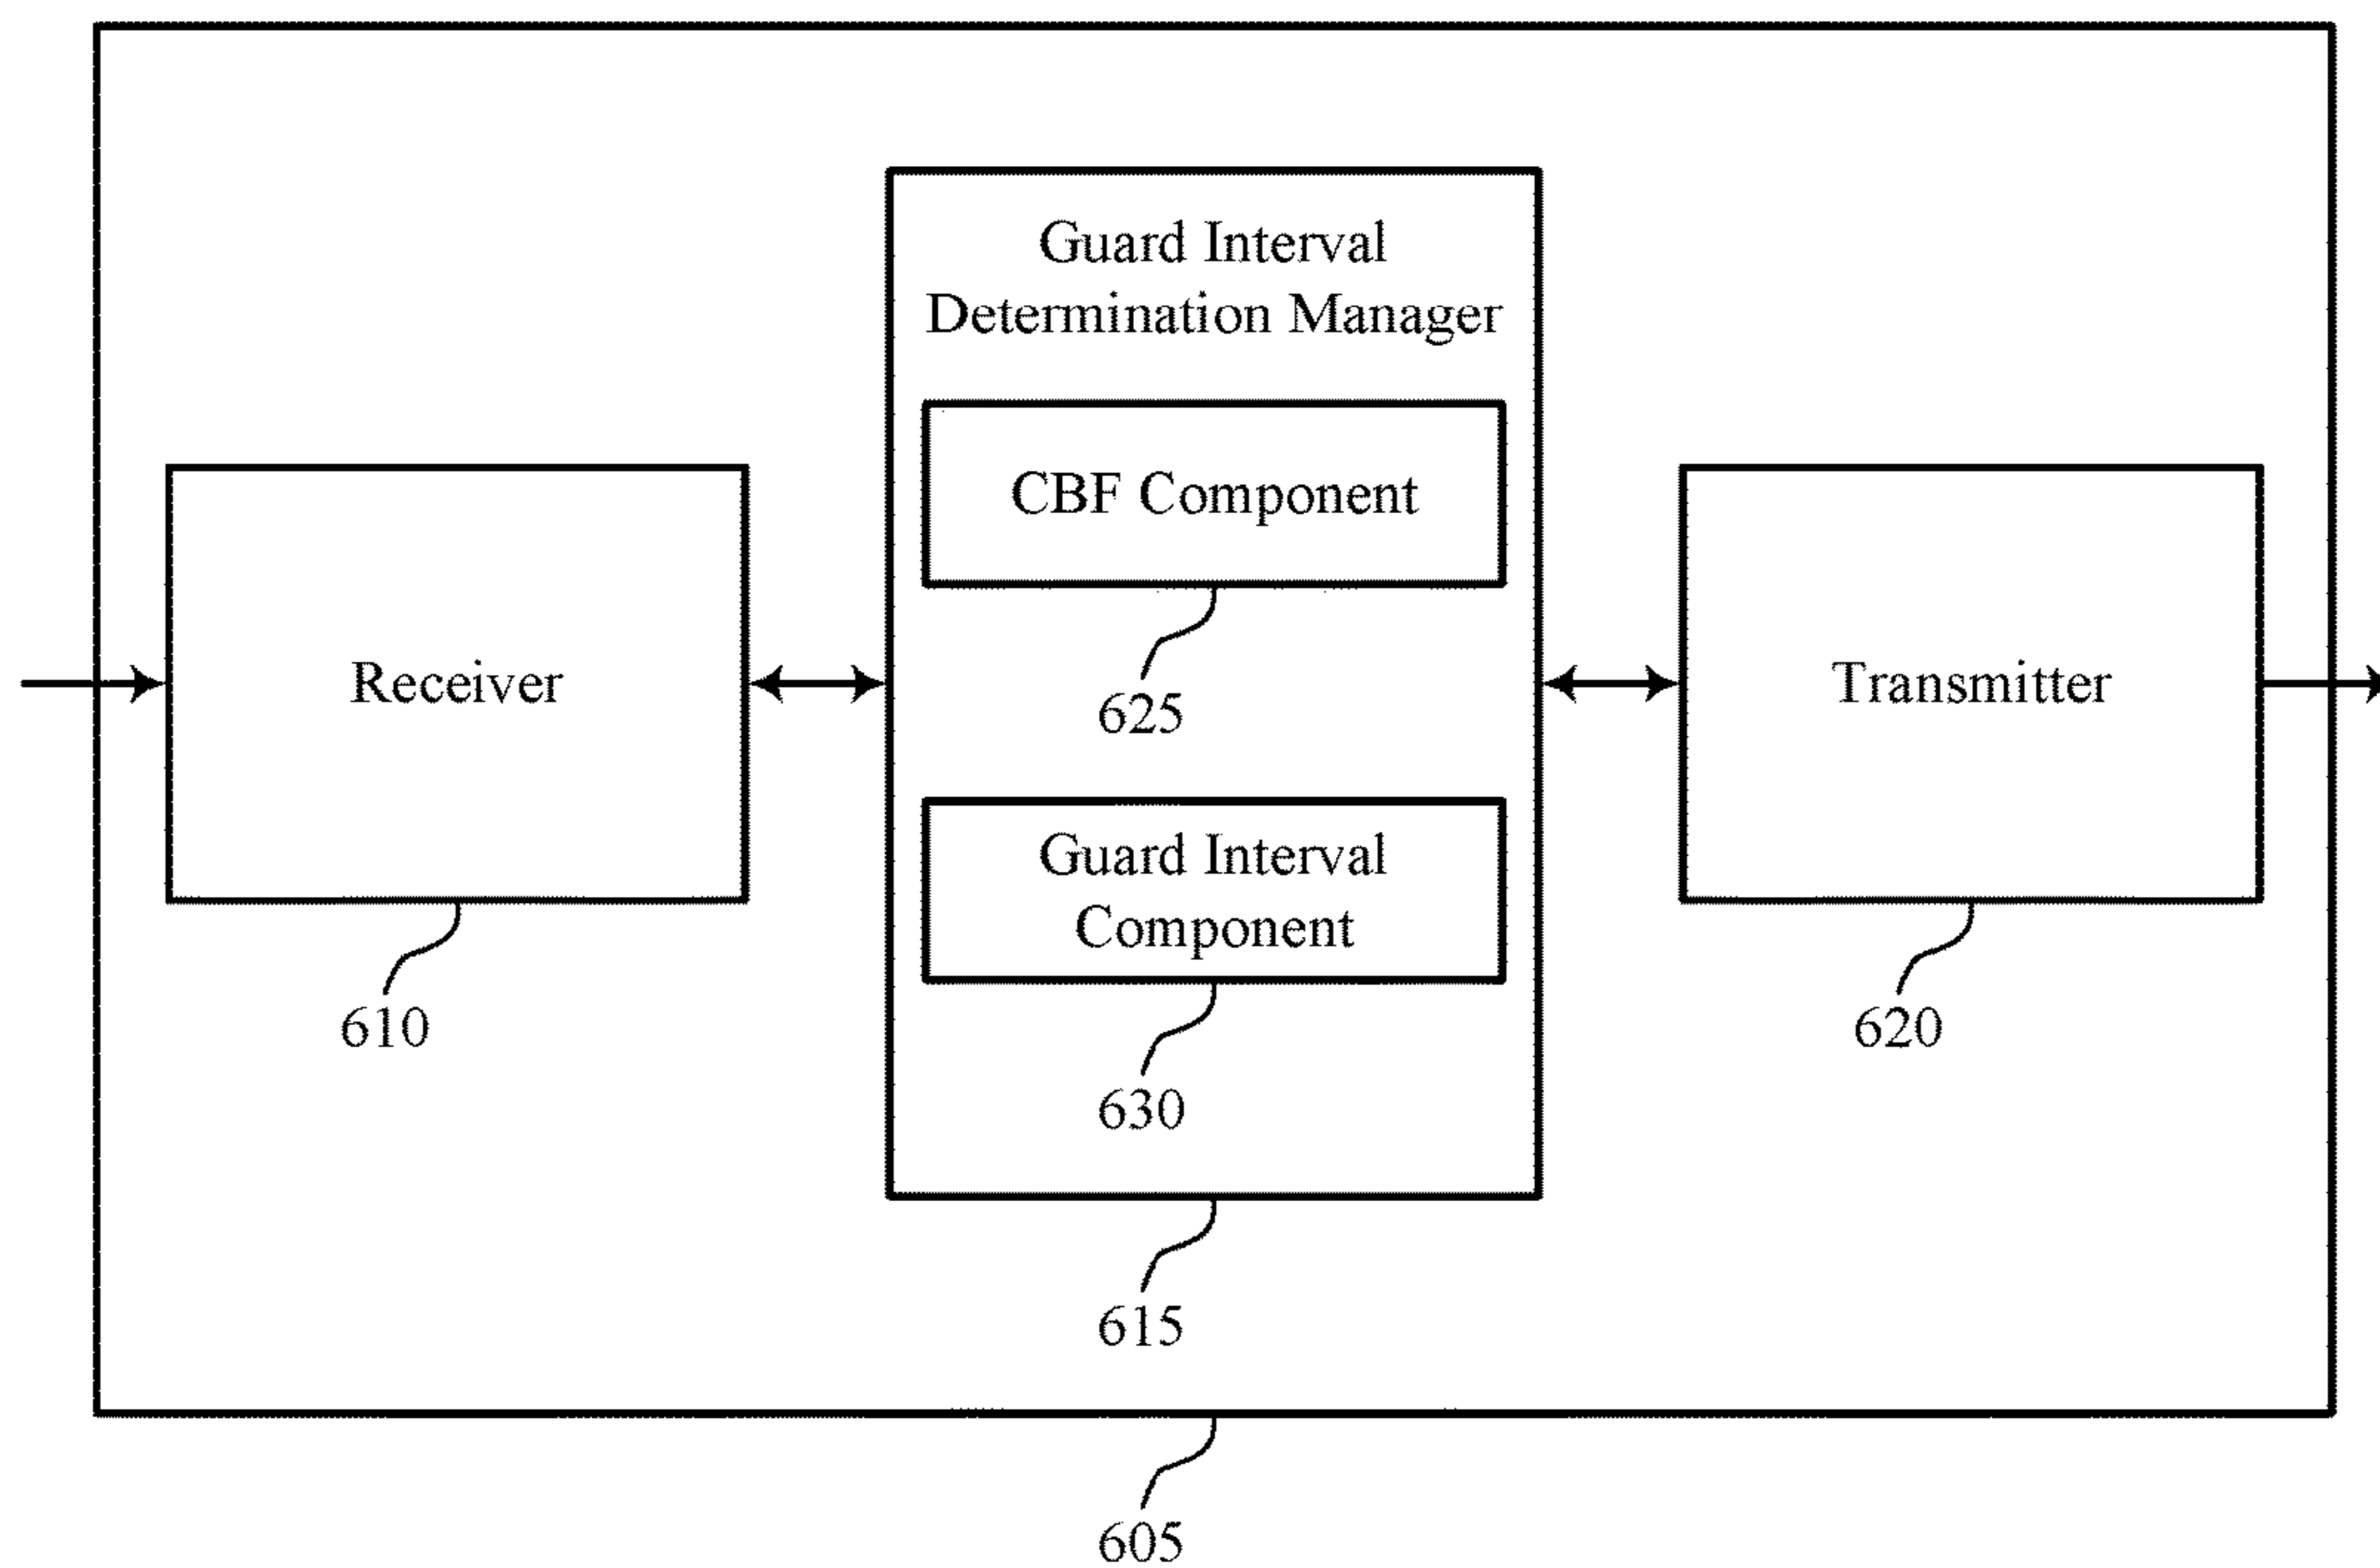 Guard Interval
Determination Manager
CBF Component
625
Receiver
Transmitter
Guard Interval
Component
610
630
620
615
605